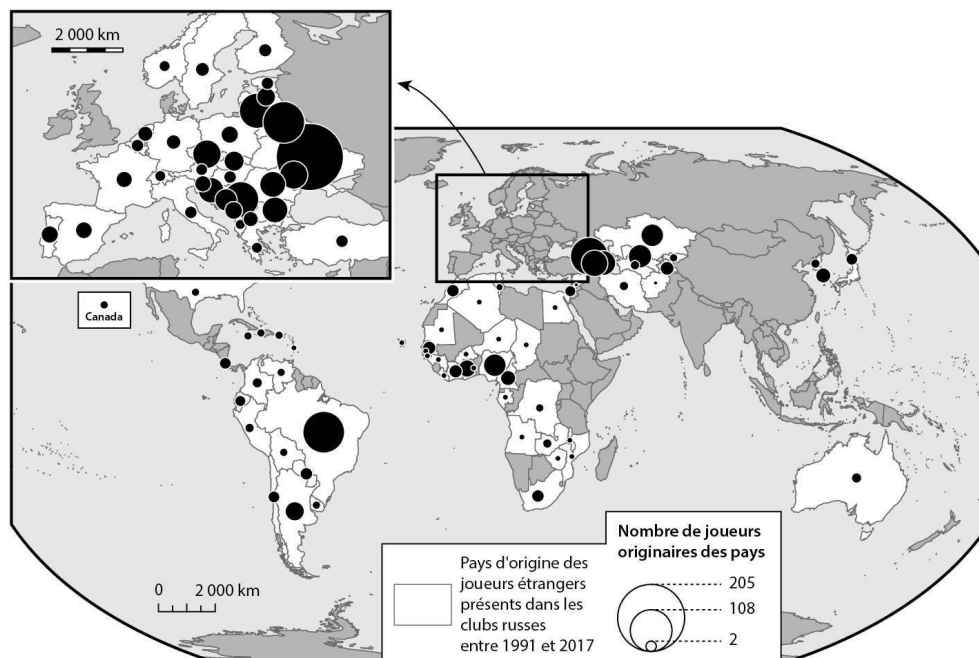 2 000 km
Canada
0 2 000 km
Pays d'origine des
joueurs étrangers
présents dans les
clubs russes
entre 1991 et 2017
Nombre de joueurs
originaires des pays
205
108
2